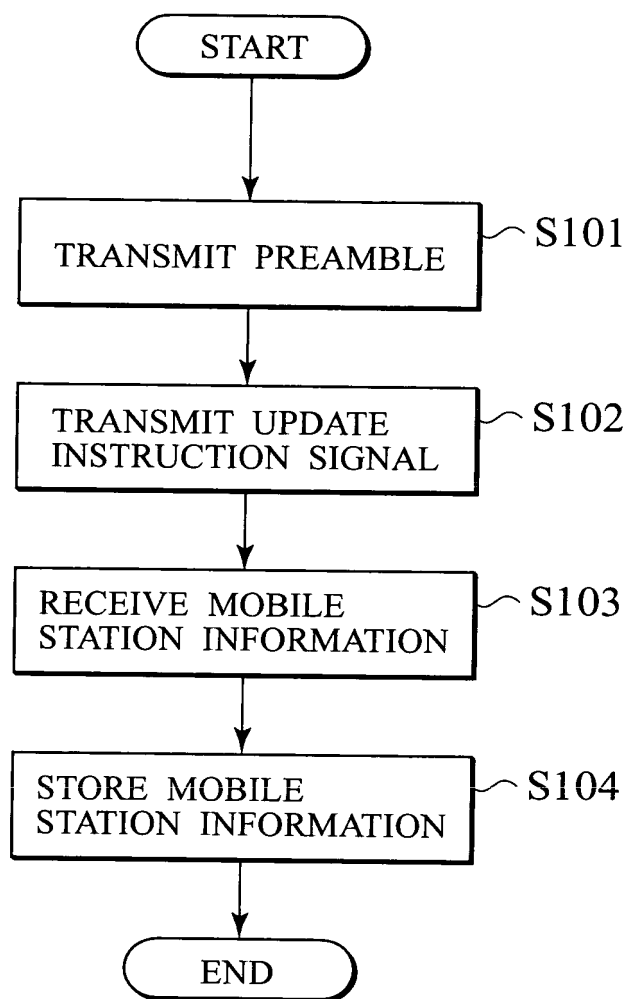 START
TRANSMIT PREAMBLE
S101
TRANSMIT UPDATE
INSTRUCTION SIGNAL
S102
RECEIVE MOBILE
STATION INFORMATION
S103
STORE MOBILE
STATION INFORMATION
S104
END